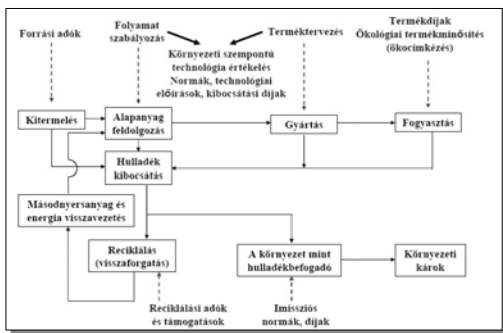 Forrási adók
Folyamat
szabályozás
Terméktervezés
Termékdíjak
Ökológiai termékminősítés
(ökocímkézés)
Környezeti szempontú
technológia értékelés
Normák, technológiai
előírások, kibocsátási díjak
Kitermelés
Alapanyag
feldolgozás
Gyártás
Fogyasztás
Hulladék
kibocsátás
Másodnyersanyag és
energia visszavezetés
Reciklálás
(visszaforgatás)
A környezet mint
hulladékbefogadó
Környezeti
károk
Reciklálási adók
és támogatások
Imissziós
normák, díjak